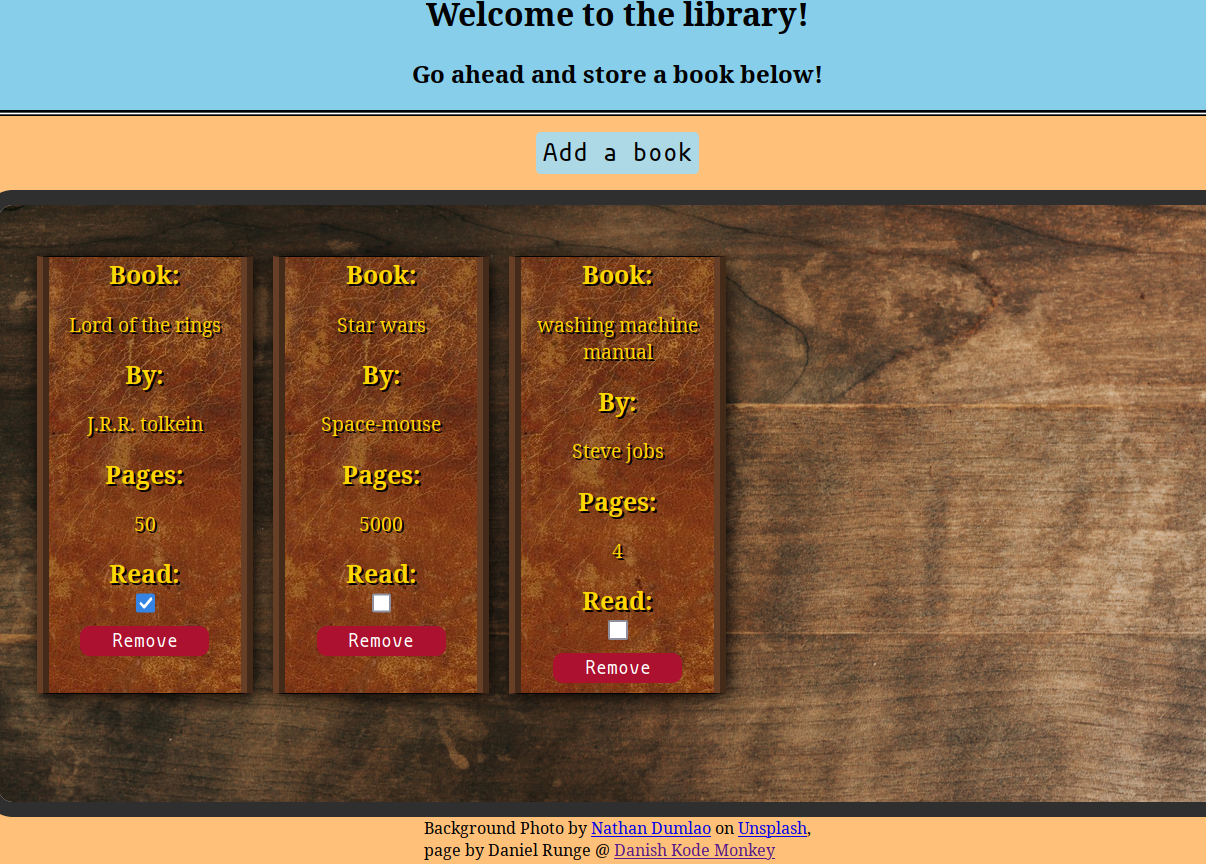 Welcome to the library!
Go ahead and store a book below!
Add a book
Book:
Lord of the rings
By:
J.R.R. tolkein
Pages:
50
Read:
Remove
Book:
Star wars
By:
Space-mouse
Pages:
5000
Read:
Remove
Book:
washing machine
manual
By:
Steve jobs
Pages:
4
Read:
Remove
Background Photo by Nathan Dumlao on Unsplash,
page by Daniel Runge @ Danish Kode Monkey